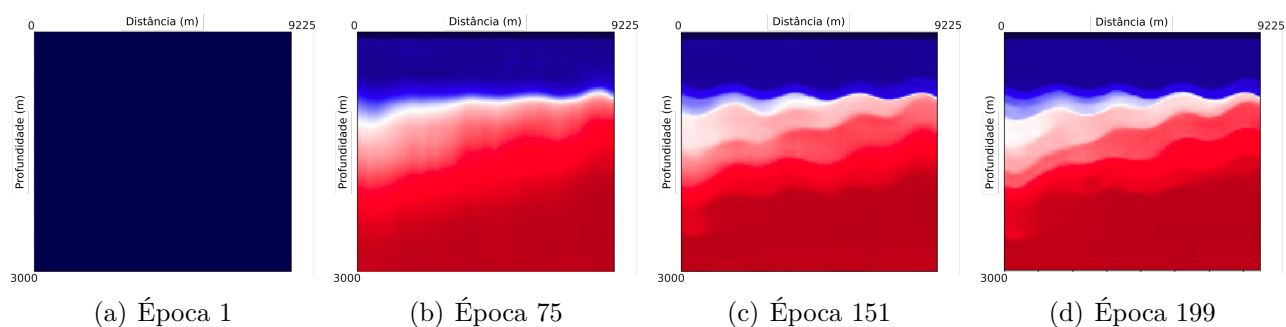 0 Distância (m) 9225
Profundidade (m)
3000
(a) Época 1
0 Distância (m) 9225
Profundidade (m)
3000
(b) Época 75
0 Distância (m) 9225
Profundidade (m)
3000
(c) Época 151
0 Distância (m) 9225
Profundidade (m)
3000
(d) Época 199